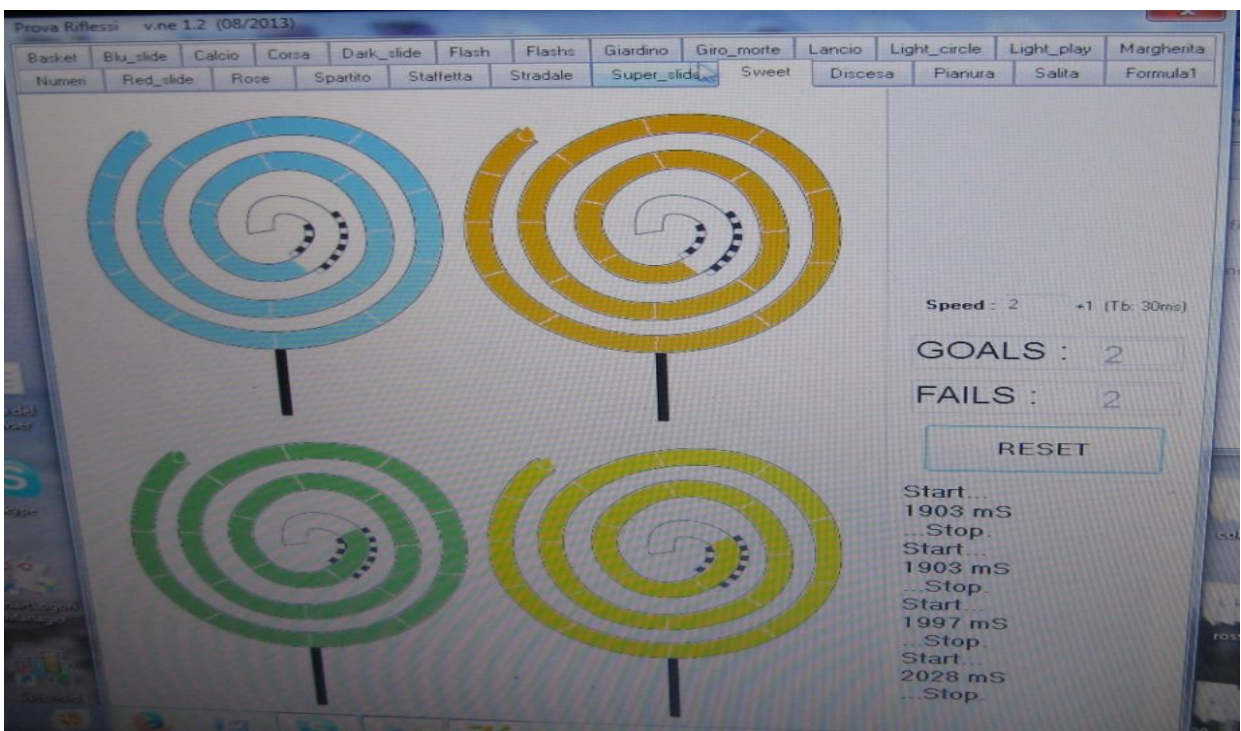 Prova Riflessi v.ne 1.2 (08/2013)
Basket Blu_slide Calcio Corsa Dark_slide Flash Flashs Giardino Giro_morte Lancio Light_circle Light_play Margherita
Numeri Red_slide Rose Spartito Staffetta Stradale Super_slide Sweet Discesa Pianura Salita Formula1
Speed : 2 +1 (Tb: 30ms)
GOALS : 2
FAILS : 2
RESET
Start...
1903 mS
...Stop.
Start...
1903 mS
...Stop.
Start...
1997 mS
...Stop.
Start...
2028 mS
...Stop.